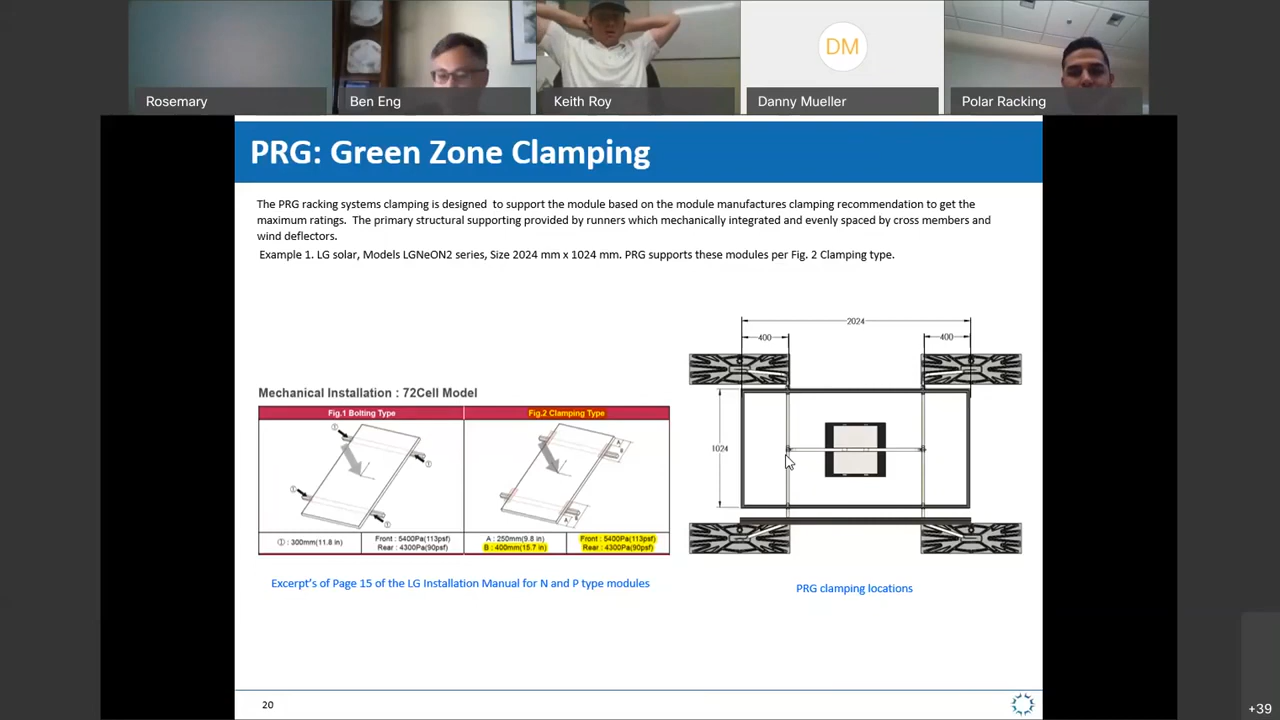 Rosemary
Ben Eng
Keith Roy
DM
Danny Mueller
Polar Racking
PRG: Green Zone Clamping
The PRG racking systems clamping is designed to support the module based on the module manufactures clamping recommendation to get the
maximum ratings. The primary structural supporting provided by runners which mechanically integrated and evenly spaced by cross members and
wind deflectors.
Example 1. LG solar, Models LGNeON2 series, Size 2024 mm x 1024 mm. PRG supports these modules per Fig. 2 Clamping type.
Mechanical Installation : 72Cell Model
Fig.1 Bolting Type
Fig.2 Clamping Type
①
①
①
①
A
B
A
B
① : 300mm(11.8 in)
Front : 5400Pa(113psf)
Rear : 4300Pa(90psf)
A : 250mm(9.8 in)
B : 400mm(15.7 in)
Front : 5400Pa(113psf)
Rear : 4300Pa(90psf)
Excerpt's of Page 15 of the LG Installation Manual for N and P type modules
2024
400
400
1024
PRG clamping locations
20
+39